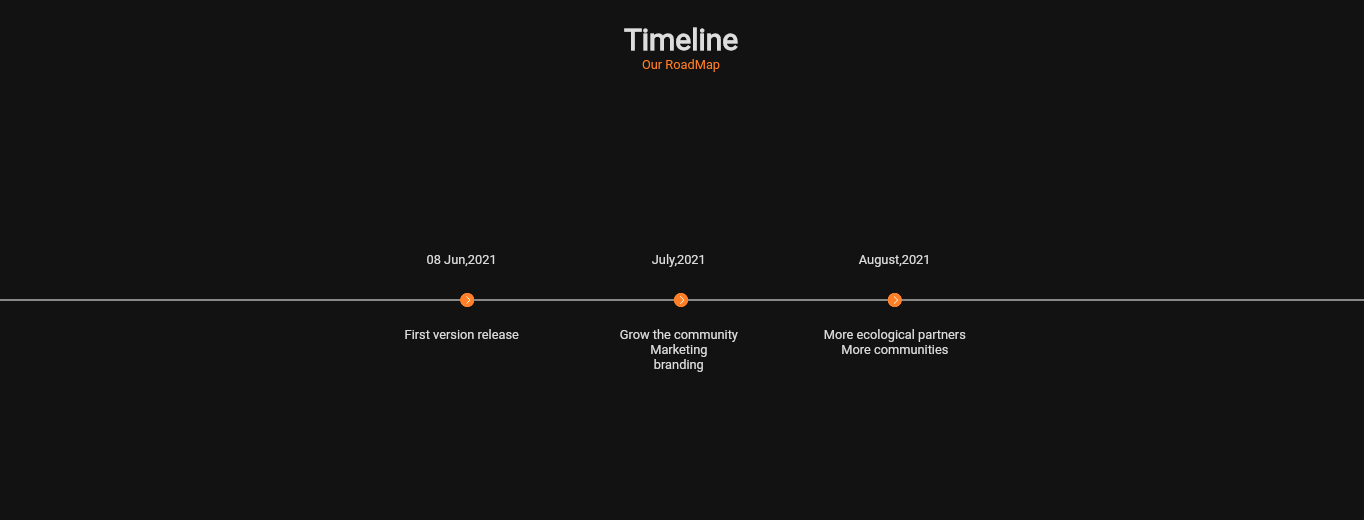 Timeline
Our RoadMap
08 Jun,2021
July,2021
August,2021
First version release
Grow the community
Marketing
branding
More ecological partners
More communities